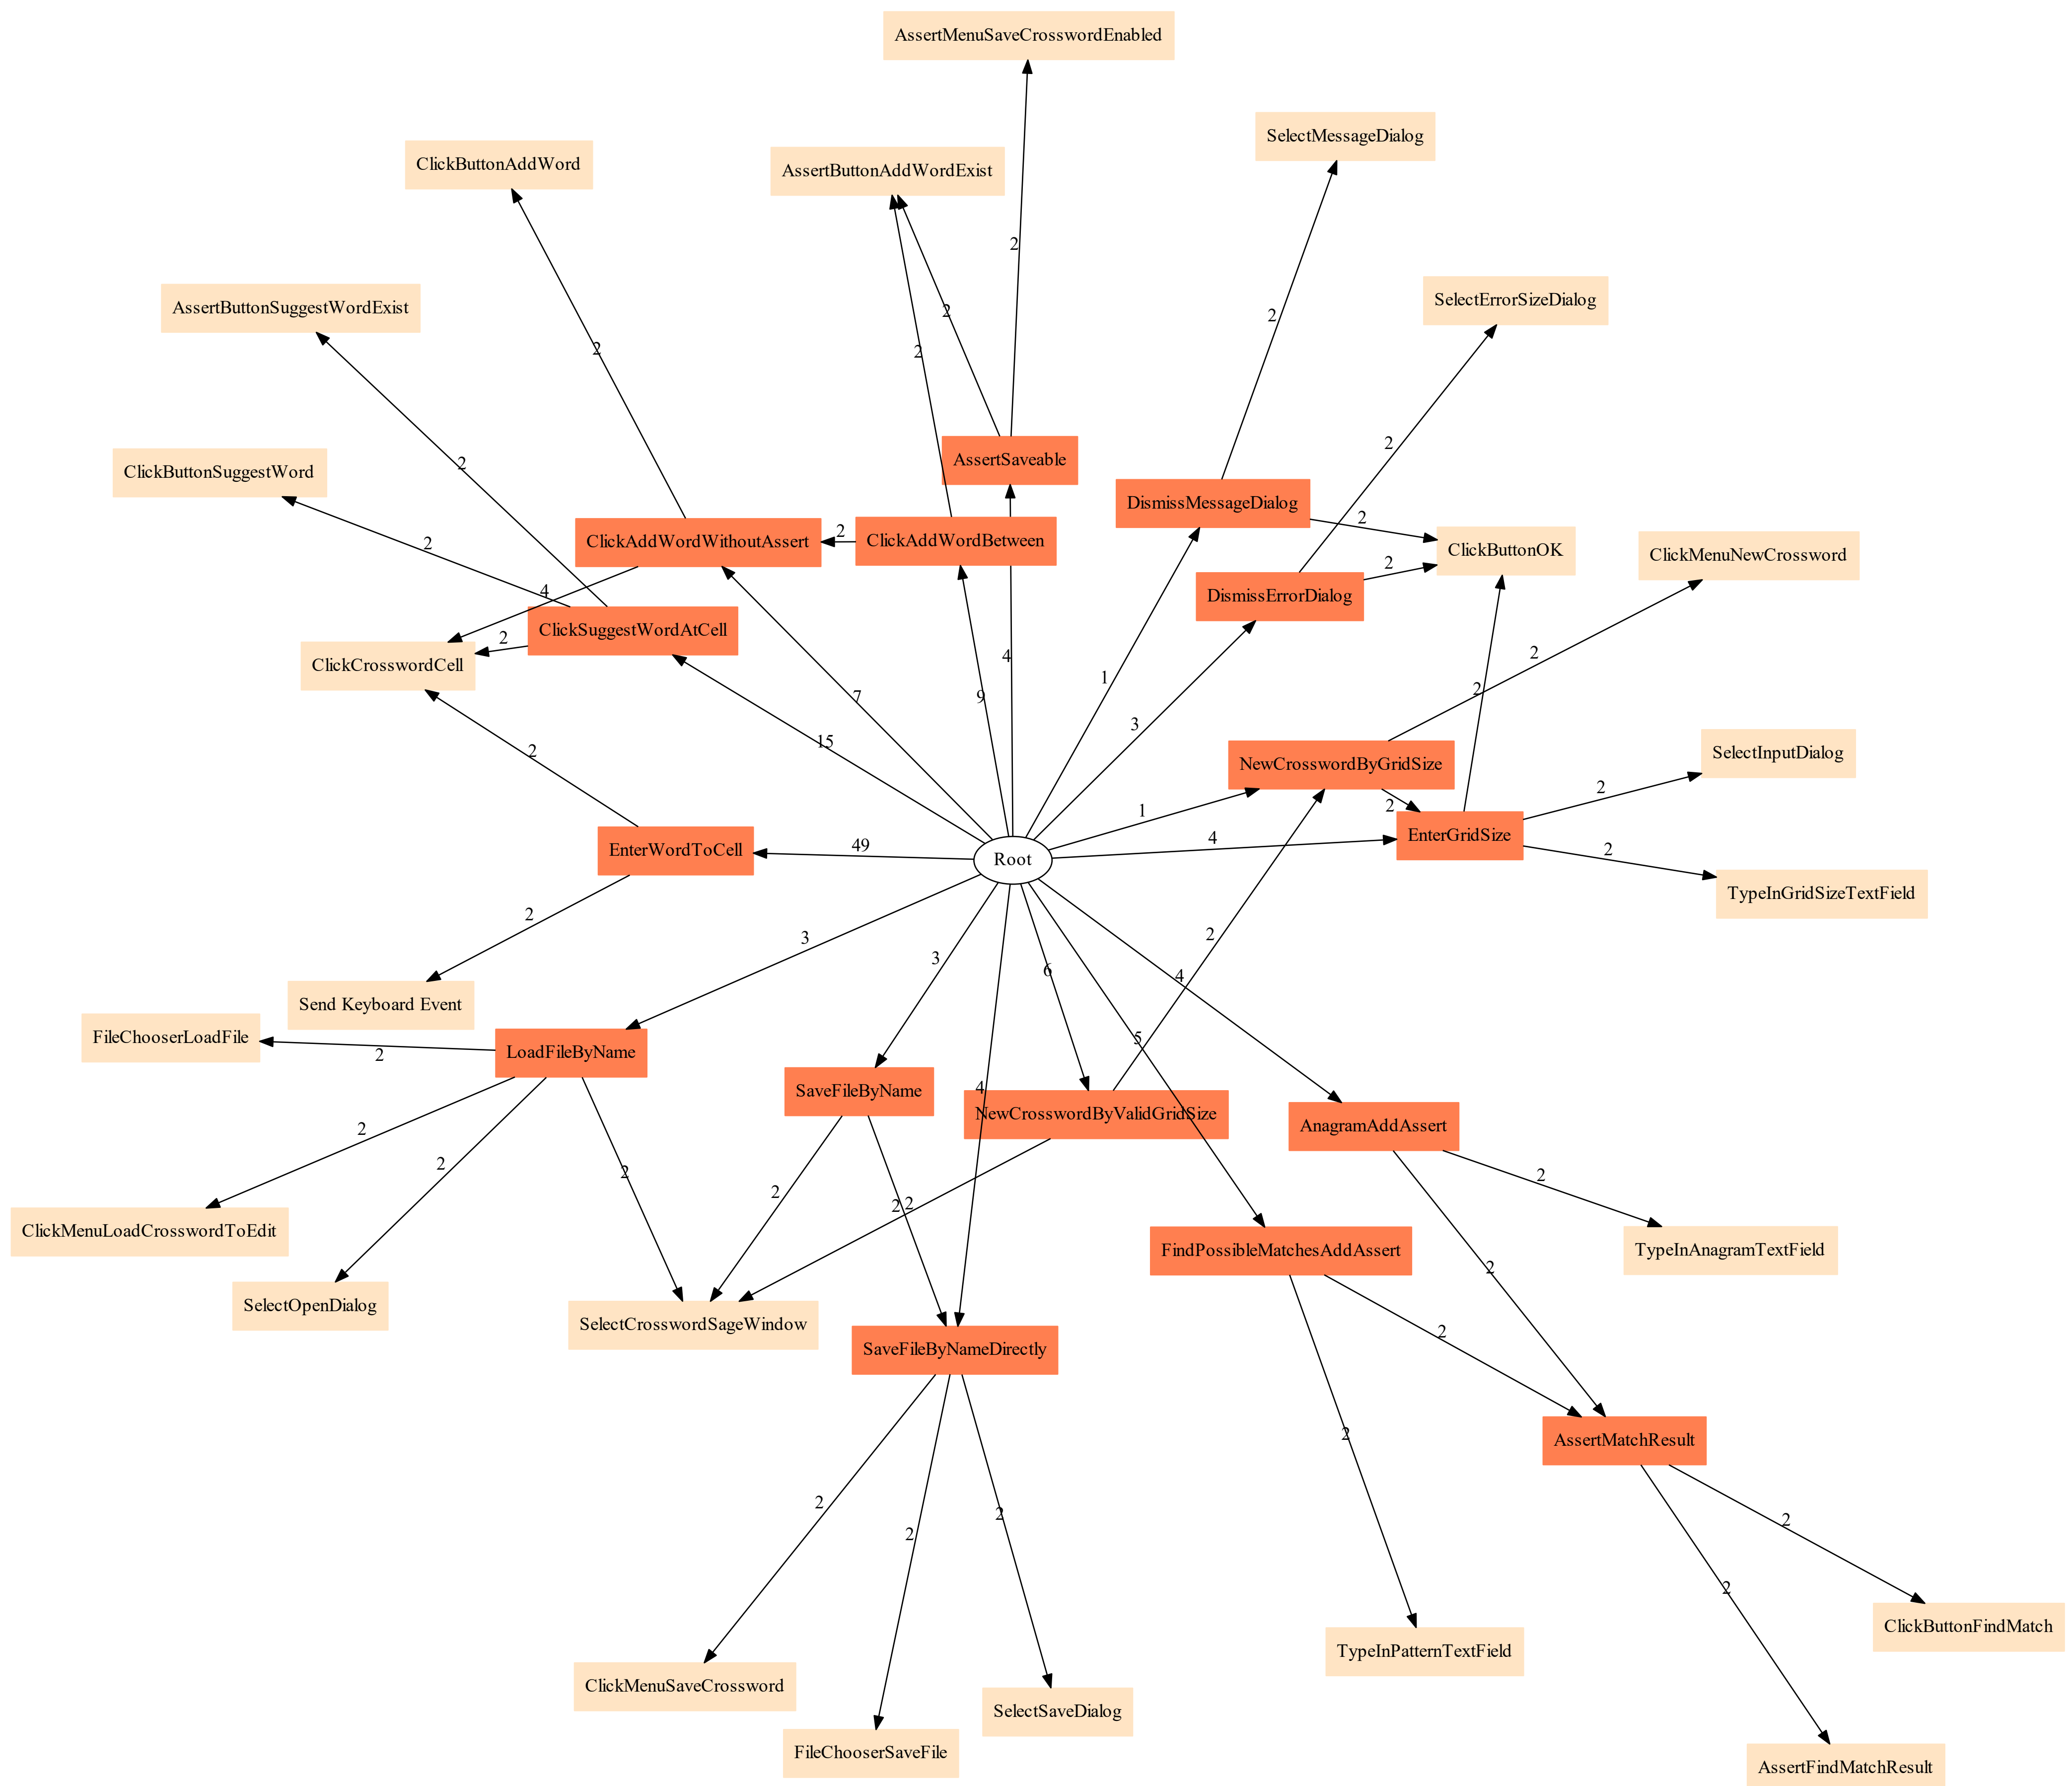 AssertMenuSaveCrosswordEnabled
SelectMessageDialog
ClickButtonAddWord
AssertButtonAddWordExist
2
SelectErrorSizeDialog
AssertButtonSuggestWordExist
2
2
2
2
2
2
AssertSaveable
ClickButtonSuggestWord
2
DismissMessageDialog
2
ClickAddWordWithoutAssert
2
ClickAddWordBetween
2
ClickButtonOK
ClickMenuNewCrossword
2
DismissErrorDialog
4
ClickSuggestWordAtCell
2
ClickCrosswordCell
4
2
1
2
7
9
3
15
2
NewCrosswordByGridSize
SelectInputDialog
2
2
1
EnterGridSize
4
49
EnterWordToCell
Root
2
TypeInGridSizeTextField
2
3
3
2
6
4
Send Keyboard Event
FileChooserLoadFile
2
LoadFileByName
5
SaveFileByName
4
NewCrosswordByValidGridSize
AnagramAddAssert
2
2
2
2
2
2
2
ClickMenuLoadCrosswordToEdit
FindPossibleMatchesAddAssert
TypeInAnagramTextField
2
SelectOpenDialog
SelectCrosswordSageWindow
2
SaveFileByNameDirectly
2
AssertMatchResult
2
2
2
2
2
ClickButtonFindMatch
TypeInPatternTextField
ClickMenuSaveCrossword
SelectSaveDialog
FileChooserSaveFile
AssertFindMatchResult